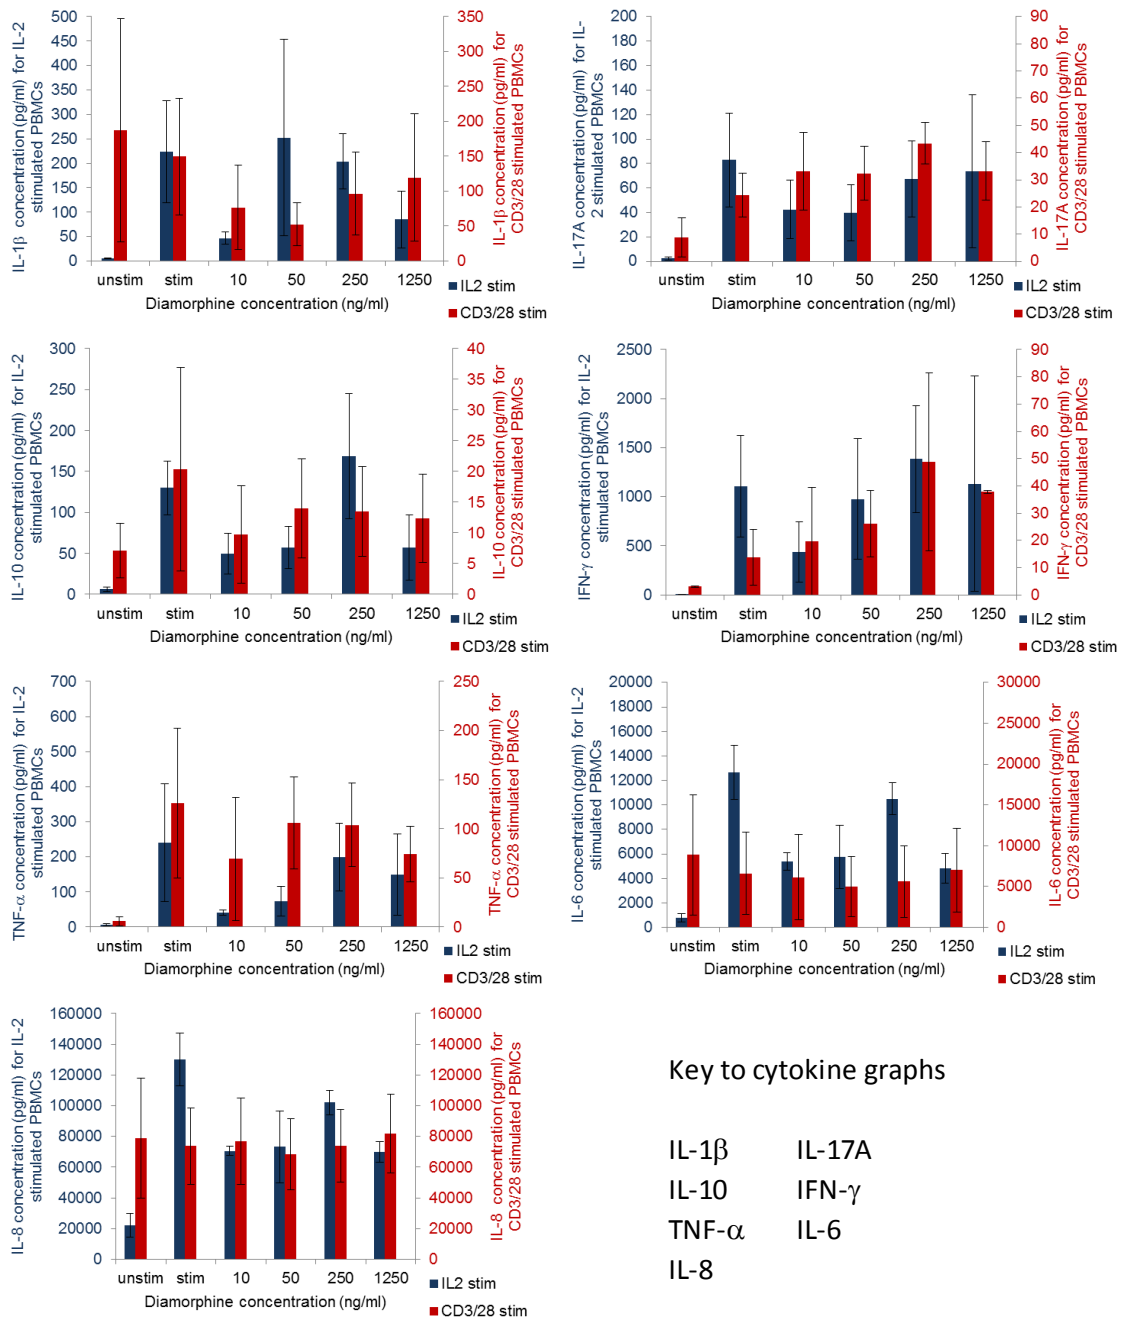 IL-1β concentration (pg/ml) for IL-2
stimulated PBMCs
500
450
400
350
300
250
200
150
100
50
0
350
300
250
200
150
100
50
0
IL-1β concentration (pg/ml) for
CD3/28 stimulated PBMCs
unstim stim 10 50 250 1250
Diamorphine concentration (ng/ml)
IL2 stim
CD3/28 stim
IL-17A concentration (pg/ml) for IL-
2 stimulated PBMCs
200
180
160
140
120
100
80
60
40
20
0
90
80
70
60
50
40
30
20
10
0
IL-17A concentration (pg/ml) for
CD3/28 stimulated PBMCs
unstim stim 10 50 250 1250
Diamorphine concentration (ng/ml)
IL2 stim
CD3/28 stim
IL-10 concentration (pg/ml) for IL-2
stimulated PBMCs
300
250
200
150
100
50
0
40
35
30
25
20
15
10
5
0
IL-10 concentration (pg/ml) for
CD3/28 stimulated PBMCs
unstim stim 10 50 250 1250
Diamorphine concentration (ng/ml)
IL2 stim
CD3/28 stim
IFN-γ concentration (pg/ml) for IL-2
stimulated PBMCs
2500
2000
1500
1000
500
0
90
80
70
60
50
40
30
20
10
0
IFN-γ concentration (pg/ml) for
CD3/28 stimulated PBMCs
unstim stim 10 50 250 1250
Diamorphine concentration (ng/ml)
IL2 stim
CD3/28 stim
TNF-α concentration (pg/ml) for IL-2
stimulated PBMCs
700
600
500
400
300
200
100
0
250
200
150
100
50
0
TNF-α concentration (pg/ml) for
CD3/28 stimulated PBMCs
unstim stim 10 50 250 1250
Diamorphine concentration (ng/ml)
IL2 stim
CD3/28 stim
IL-6 concentration (pg/ml) for IL-2
stimulated PBMCs
20000
18000
16000
14000
12000
10000
8000
6000
4000
2000
0
30000
25000
20000
15000
10000
5000
0
IL-6 concentration (pg/ml) for
CD3/28 stimulated PBMCs
unstim stim 10 50 250 1250
Diamorphine concentration (ng/ml)
IL2 stim
CD3/28 stim
IL-8 concentration (pg/ml) for IL-2
stimulated PBMCs
160000
140000
120000
100000
80000
60000
40000
20000
0
160000
140000
120000
100000
80000
60000
40000
20000
0
IL-8 concentration (pg/ml) for
CD3/28 stimulated PBMCs
unstim stim 10 50 250 1250
Diamorphine concentration (ng/ml)
IL2 stim
CD3/28 stim
Key to cytokine graphs
IL-1β IL-17A
IL-10 IFN-γ
TNF-α IL-6
IL-8